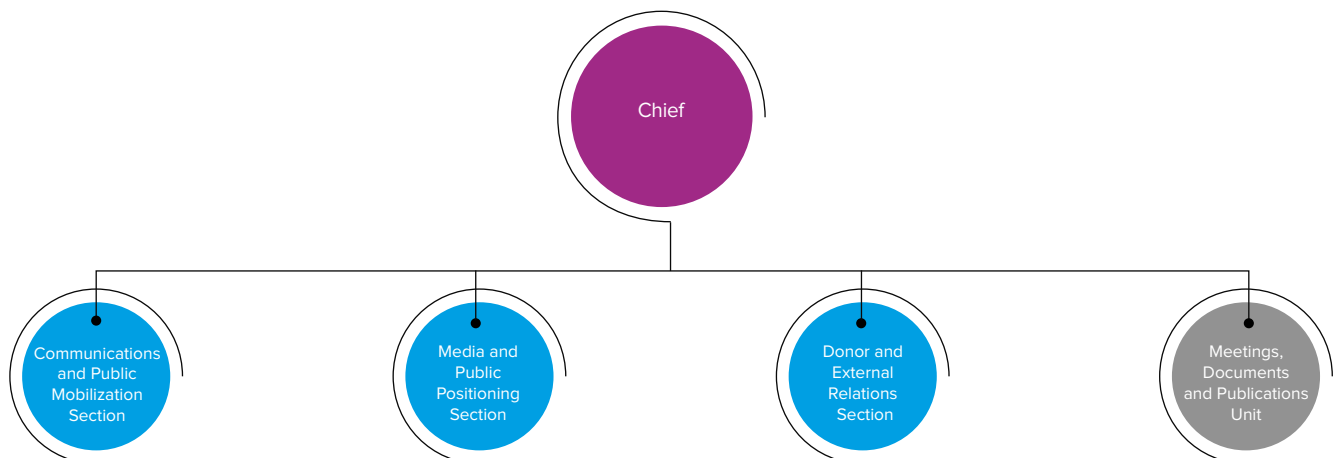 Chief
Communications
and Public
Mobilization
Section
Media and
Public
Positioning
Section
Donor and
External
Relations
Section
Meetings,
Documents
and Publications
Unit